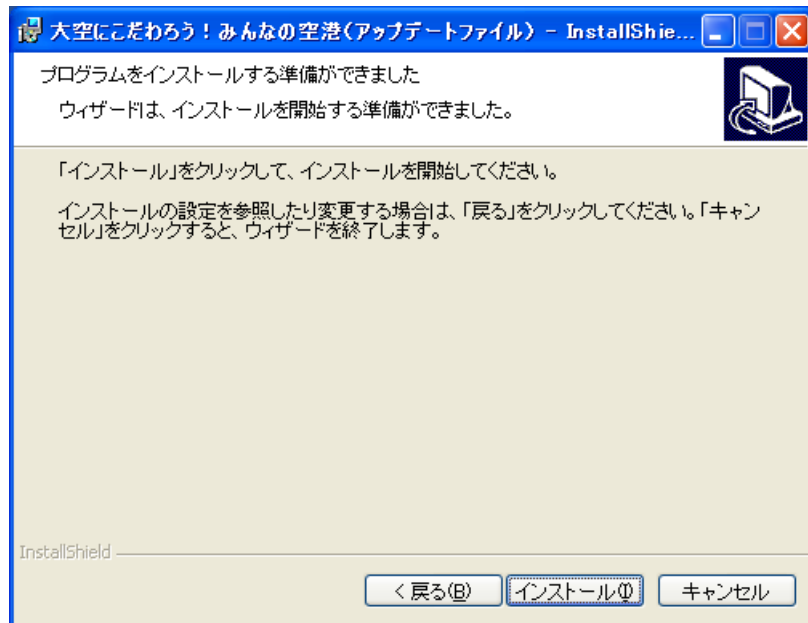 大空にこだわろう！みんなの空港(アップデートファイル) - InstallShie...
プログラムをインストールする準備ができました
ウィザードは、インストールを開始する準備ができました。
「インストール」をクリックして、インストールを開始してください。
インストールの設定を参照したり変更する場合は、「戻る」をクリックしてください。「キャン
セル」をクリックすると、ウィザードを終了します。
InstallShield
< 戻る(B) インストール(I) キャンセル